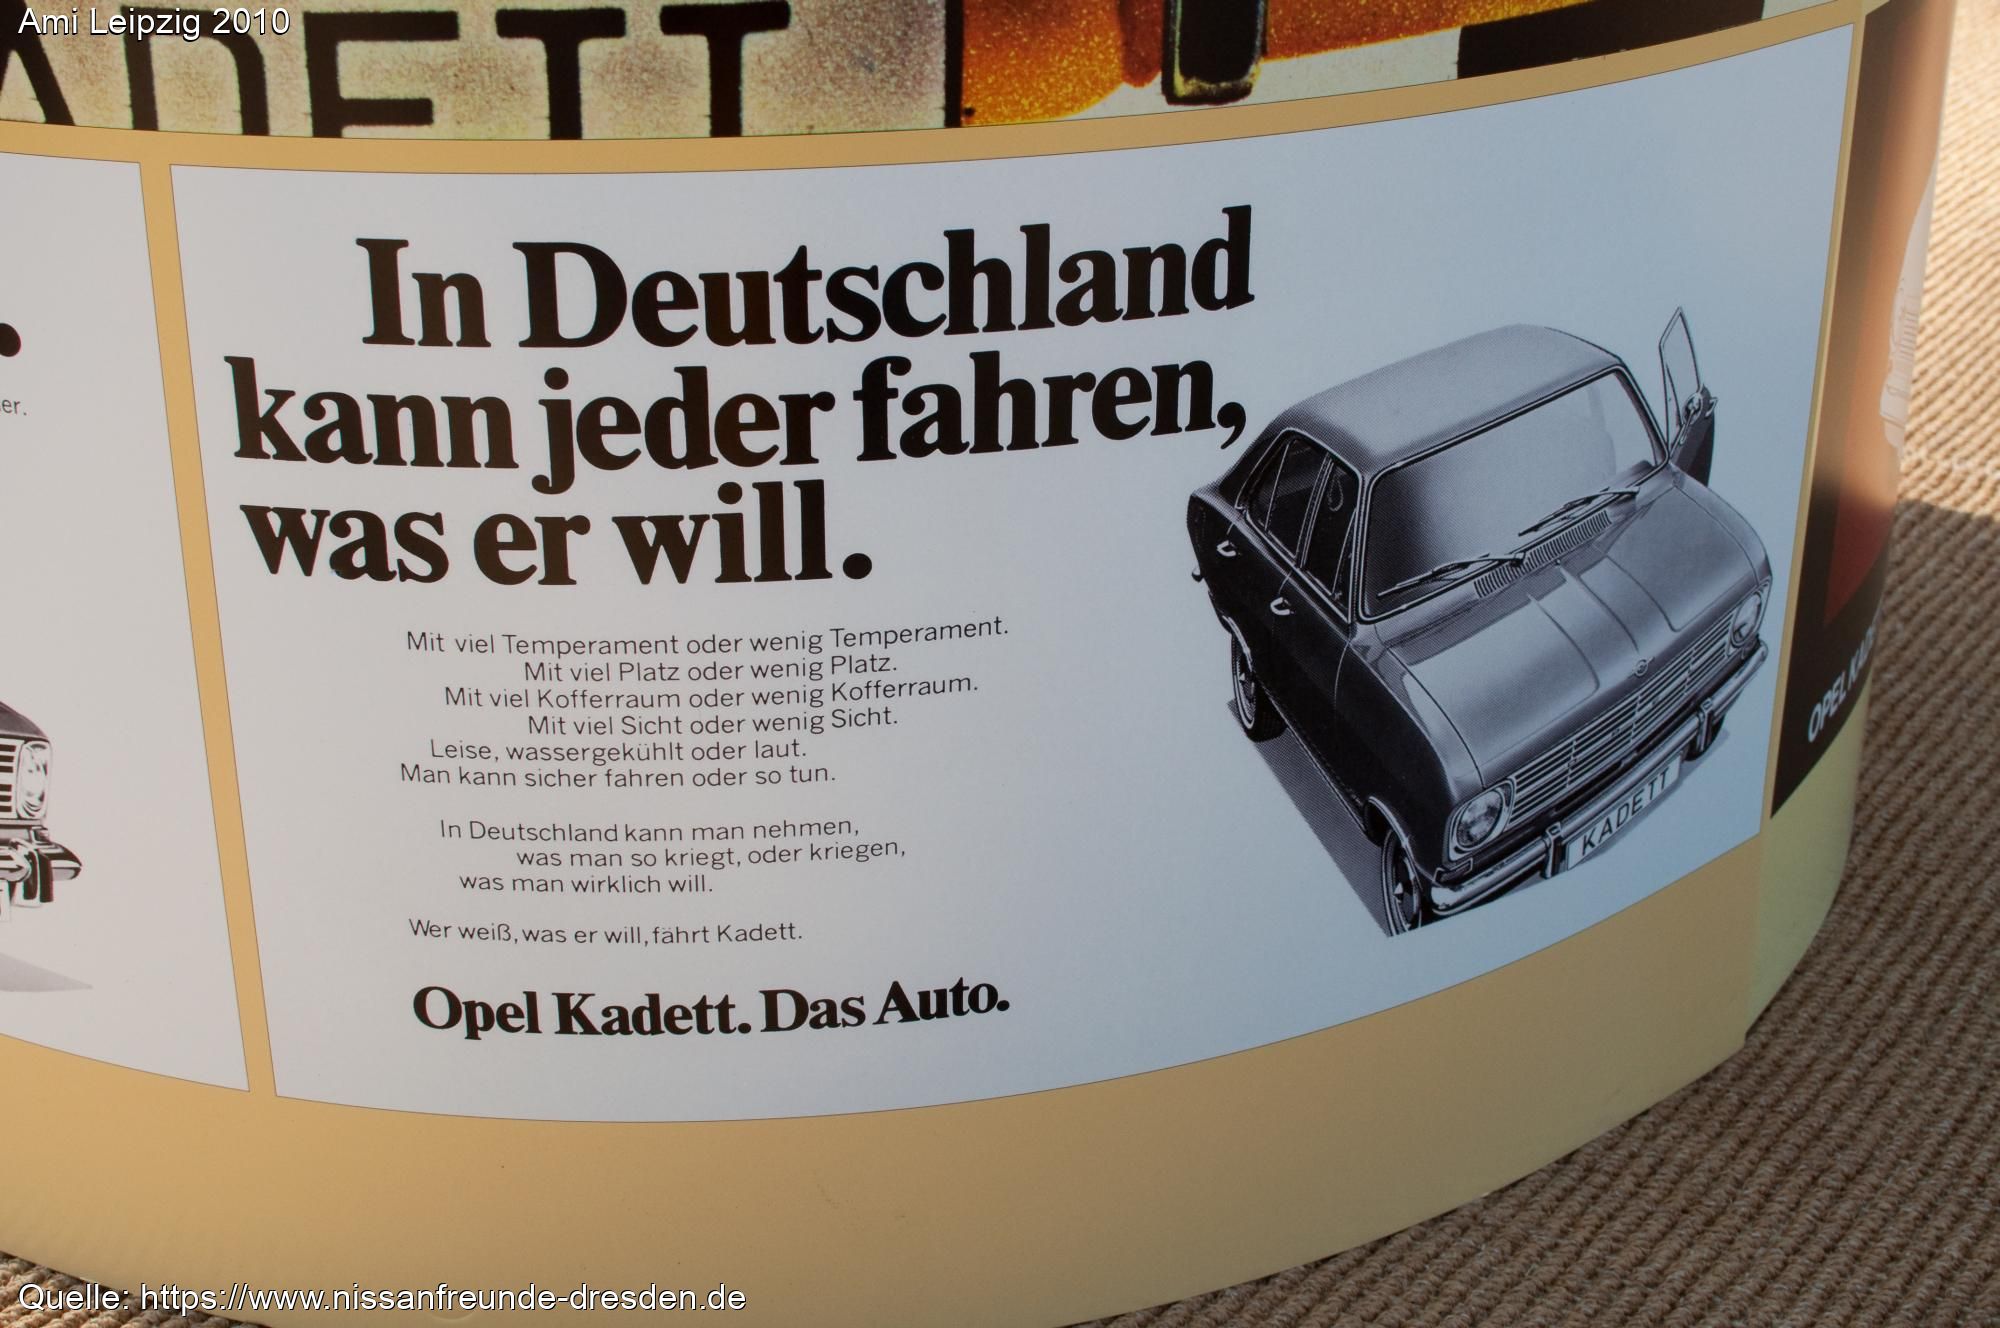 Ami Leipzig 2010
KADETT
er.
In Deutschland
kann jeder fahren,
was er will.
Mit viel Temperament oder wenig Temperament.
Mit viel Platz oder wenig Platz.
Mit viel Kofferraum oder wenig Kofferraum.
Mit viel Sicht oder wenig Sicht.
Leise, wassergekühlt oder laut.
Man kann sicher fahren oder so tun.
In Deutschland kann man nehmen,
was man so kriegt, oder kriegen,
was man wirklich will.
Wer weiß, was er will, fährt Kadett.
Opel Kadett. Das Auto.
KADETT
OPEL KADE
Quelle: https://www.nissanfreunde-dresden.de